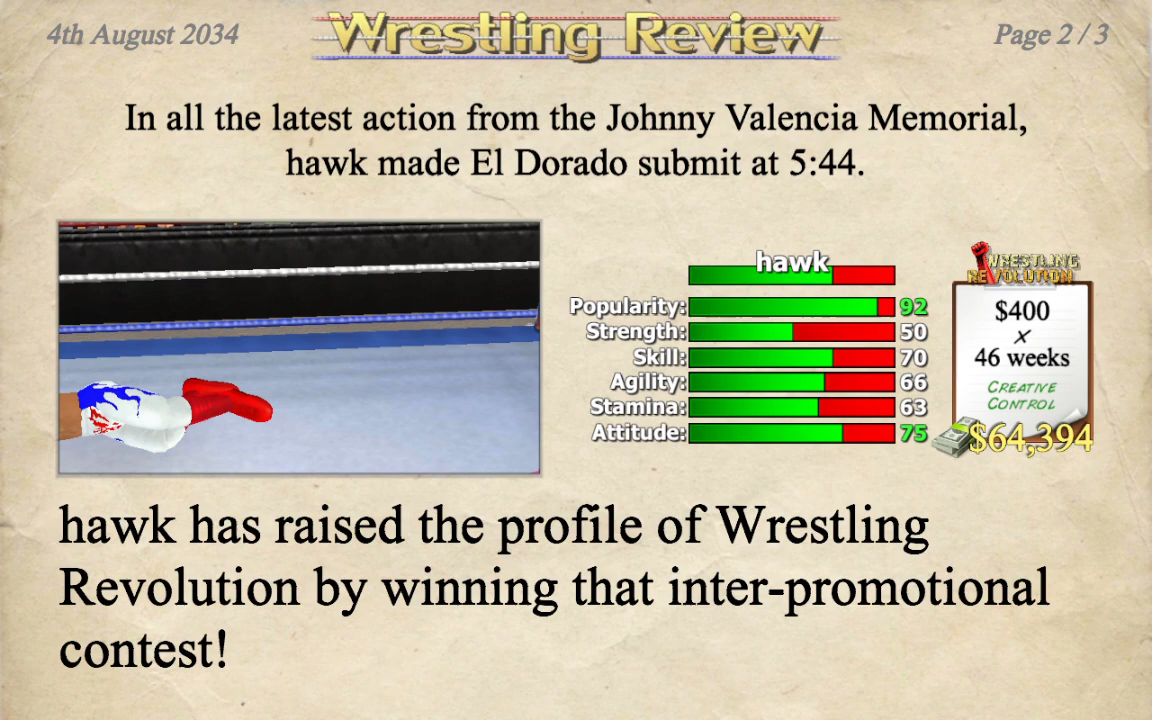 4th August 2034
Wrestling Review
Page 2 / 3
In all the latest action from the Johnny Valencia Memorial,
hawk made El Dorado submit at 5:44.
hawk
Popularity: 92
Strength: 50
Skill: 70
Agility: 66
Stamina: 63
Attitude: 75
WRESTLING
REVOLUTION
$400
x
46 weeks
CREATIVE
CONTROL
$64,394
hawk has raised the profile of Wrestling
Revolution by winning that inter-promotional
contest!